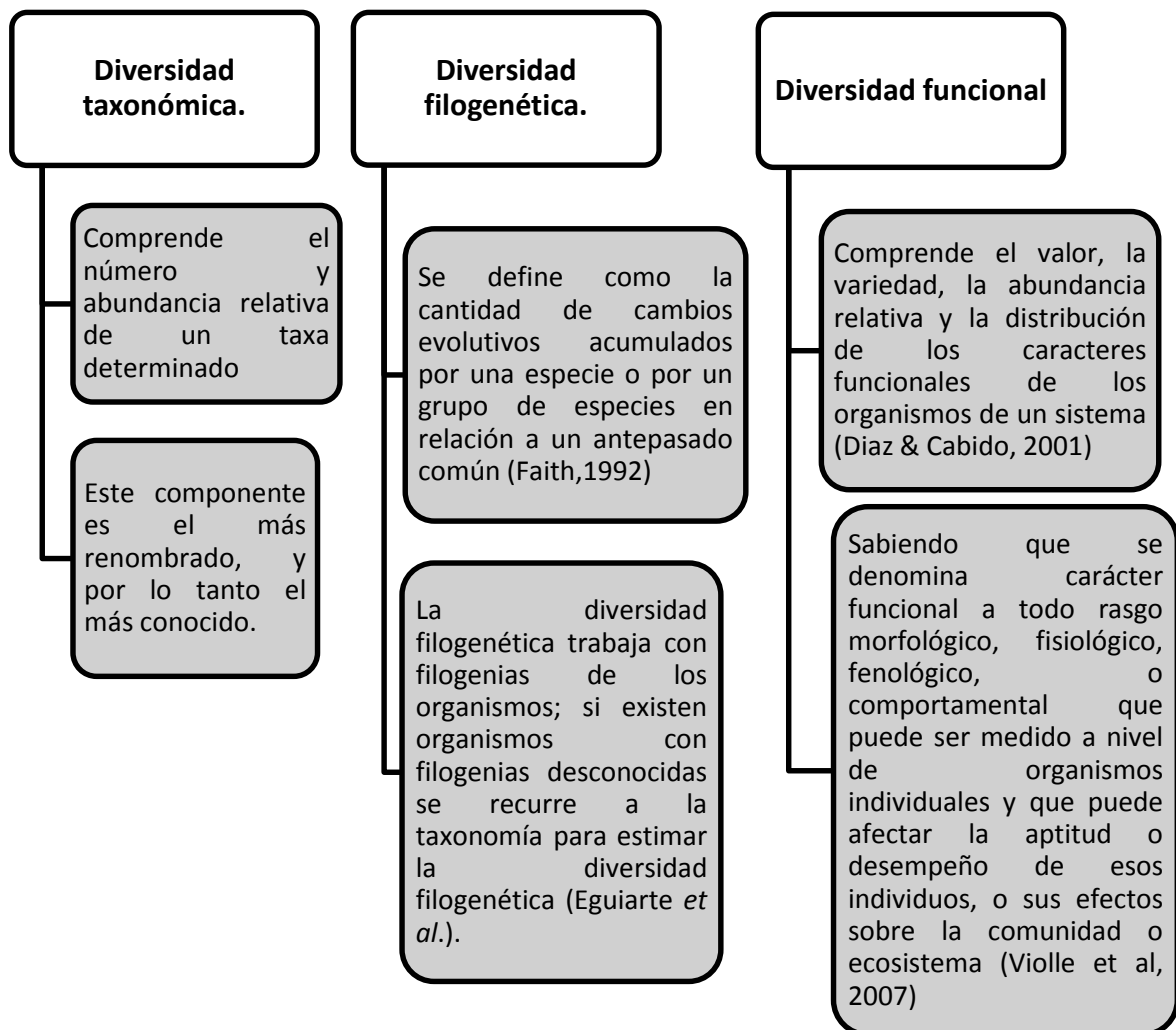 Diversidad
taxonómica.
Comprende el
número y
abundancia relativa
de un taxa
determinado
Este componente
es el más
renombrado, y
por lo tanto el
más conocido.
Diversidad
filogenética.
Se define como la
cantidad de cambios
evolutivos acumulados
por una especie o por un
grupo de especies en
relación a un antepasado
común (Faith,1992)
La diversidad
filogenética trabaja con
filogenias de los
organismos; si existen
organismos con
filogenias desconocidas
se recurre a la
taxonomía para estimar
la diversidad
filogenética (Eguiarte et
al.).
Diversidad funcional
Comprende el valor, la
variedad, la abundancia
relativa y la distribución
de los caracteres
funcionales de los
organismos de un sistema
(Diaz & Cabido, 2001)
Sabiendo que se
denomina carácter
funcional a todo rasgo
morfológico, fisiológico,
fenológico, o
comportamental que
puede ser medido a nivel
de organismos
individuales y que puede
afectar la aptitud o
desempeño de esos
individuos, o sus efectos
sobre la comunidad o
ecosistema (Violle et al,
2007)